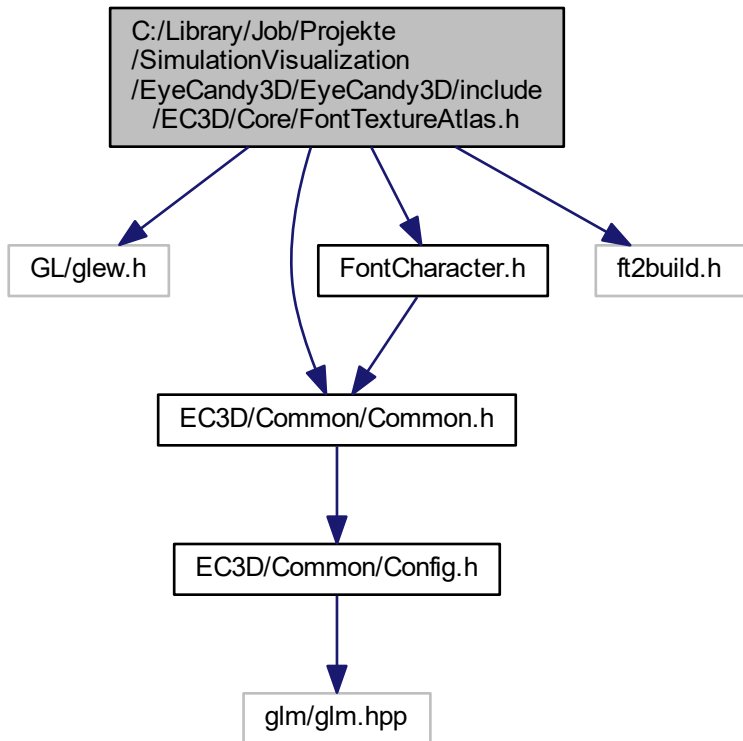 C:/Library/Job/Projekte
/SimulationVisualization
/EyeCandy3D/EyeCandy3D/include
/EC3D/Core/FontTextureAtlas.h
GL/glew.h
FontCharacter.h
ft2build.h
EC3D/Common/Common.h
EC3D/Common/Config.h
glm/glm.hpp